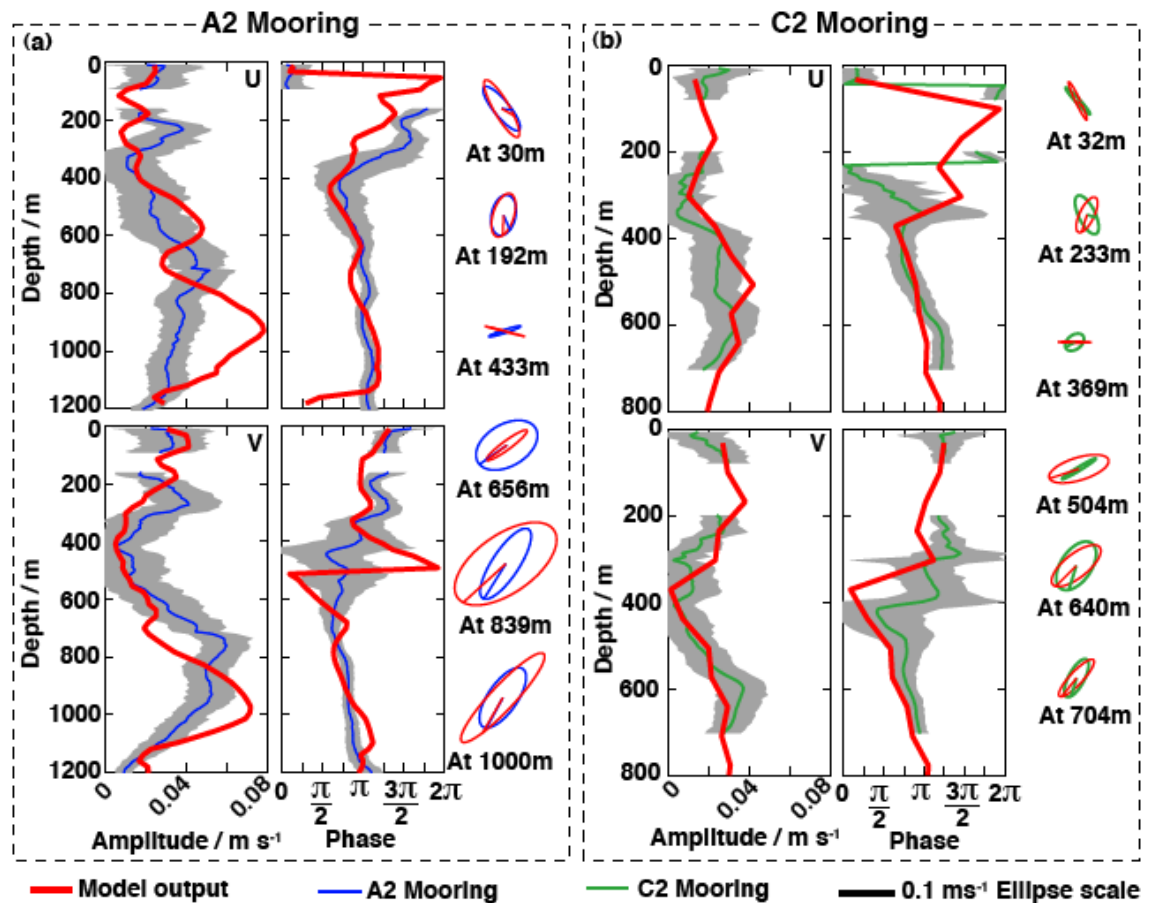 A2 Mooring
C2 Mooring
(a)
(b)
U
U
0
200
400
600
800
1000
1200
Depth / m
0
200
400
600
800
Depth / m
At 30m
At 192m
At 433m
At 656m
At 839m
At 1000m
At 32m
At 233m
At 369m
At 504m
At 640m
At 704m
V
V
0
200
400
600
800
1000
1200
Depth / m
0
200
400
600
800
Depth / m
0 0.04 0.08
0 π/2 π 3π/2 2π
0 0.04 0.08
0 π/2 π 3π/2 2π
Amplitude / m s⁻¹
Phase
Amplitude / m s⁻¹
Phase
Model output
A2 Mooring
C2 Mooring
0.1 ms⁻¹ Ellipse scale